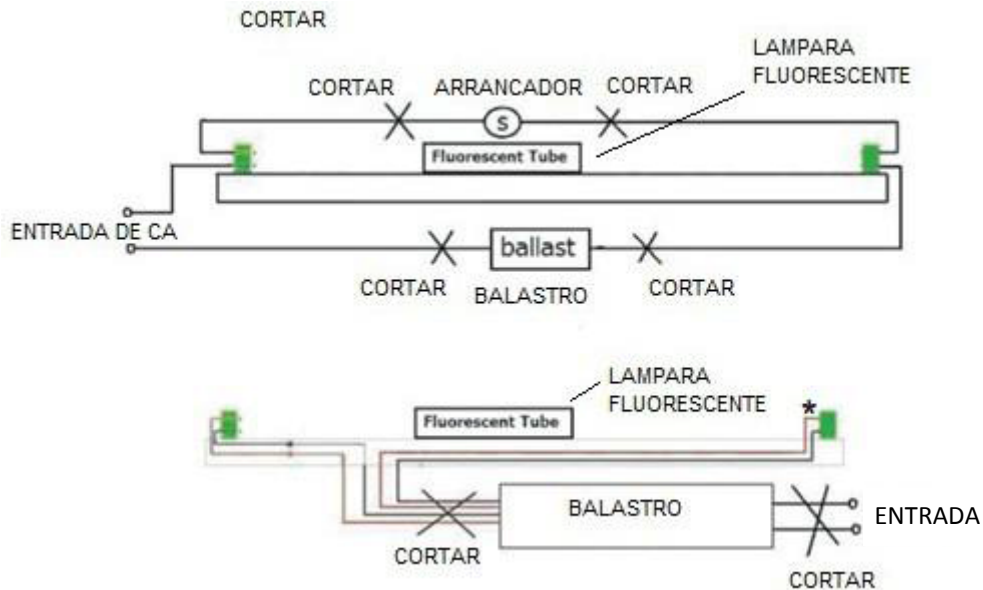 CORTAR
LAMPARA
FLUORESCENTE
CORTAR
ARRANCADOR
CORTAR
S
Fluorescent Tube
ENTRADA DE CA
ballast
CORTAR
BALASTRO
CORTAR
LAMPARA
FLUORESCENTE
*
Fluorescent Tube
BALASTRO
ENTRADA
CORTAR
CORTAR